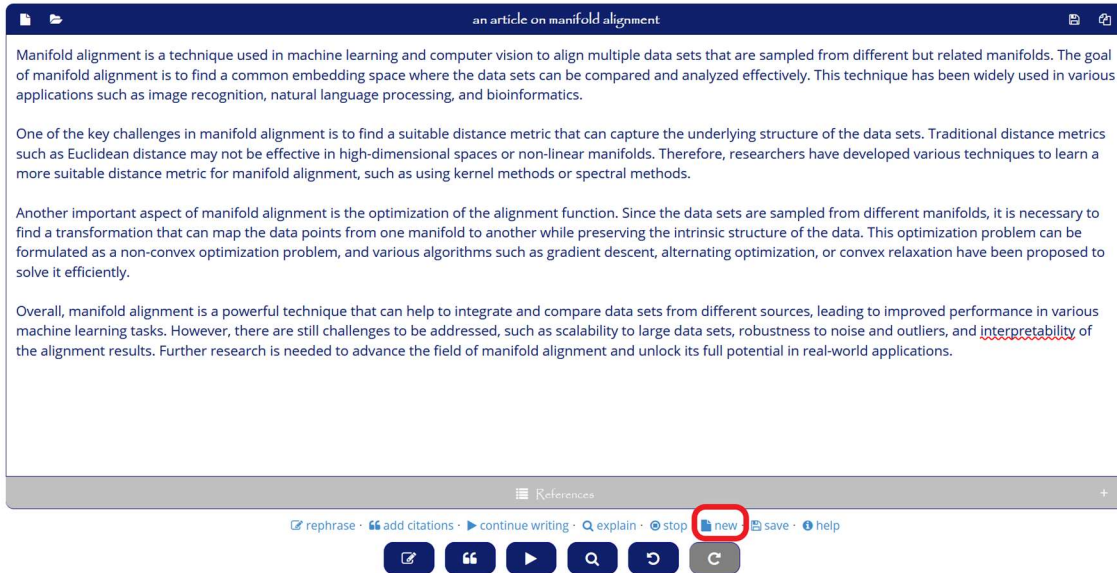 an article on manifold alignment
Manifold alignment is a technique used in machine learning and computer vision to align multiple data sets that are sampled from different but related manifolds. The goal
of manifold alignment is to find a common embedding space where the data sets can be compared and analyzed effectively. This technique has been widely used in various
applications such as image recognition, natural language processing, and bioinformatics.
One of the key challenges in manifold alignment is to find a suitable distance metric that can capture the underlying structure of the data sets. Traditional distance metrics
such as Euclidean distance may not be effective in high-dimensional spaces or non-linear manifolds. Therefore, researchers have developed various techniques to learn a
more suitable distance metric for manifold alignment, such as using kernel methods or spectral methods.
Another important aspect of manifold alignment is the optimization of the alignment function. Since the data sets are sampled from different manifolds, it is necessary to
find a transformation that can map the data points from one manifold to another while preserving the intrinsic structure of the data. This optimization problem can be
formulated as a non-convex optimization problem, and various algorithms such as gradient descent, alternating optimization, or convex relaxation have been proposed to
solve it efficiently.
Overall, manifold alignment is a powerful technique that can help to integrate and compare data sets from different sources, leading to improved performance in various
machine learning tasks. However, there are still challenges to be addressed, such as scalability to large data sets, robustness to noise and outliers, and interpretability of
the alignment results. Further research is needed to advance the field of manifold alignment and unlock its full potential in real-world applications.
References +
rephrase · add citations · continue writing · explain · stop · new · save · help